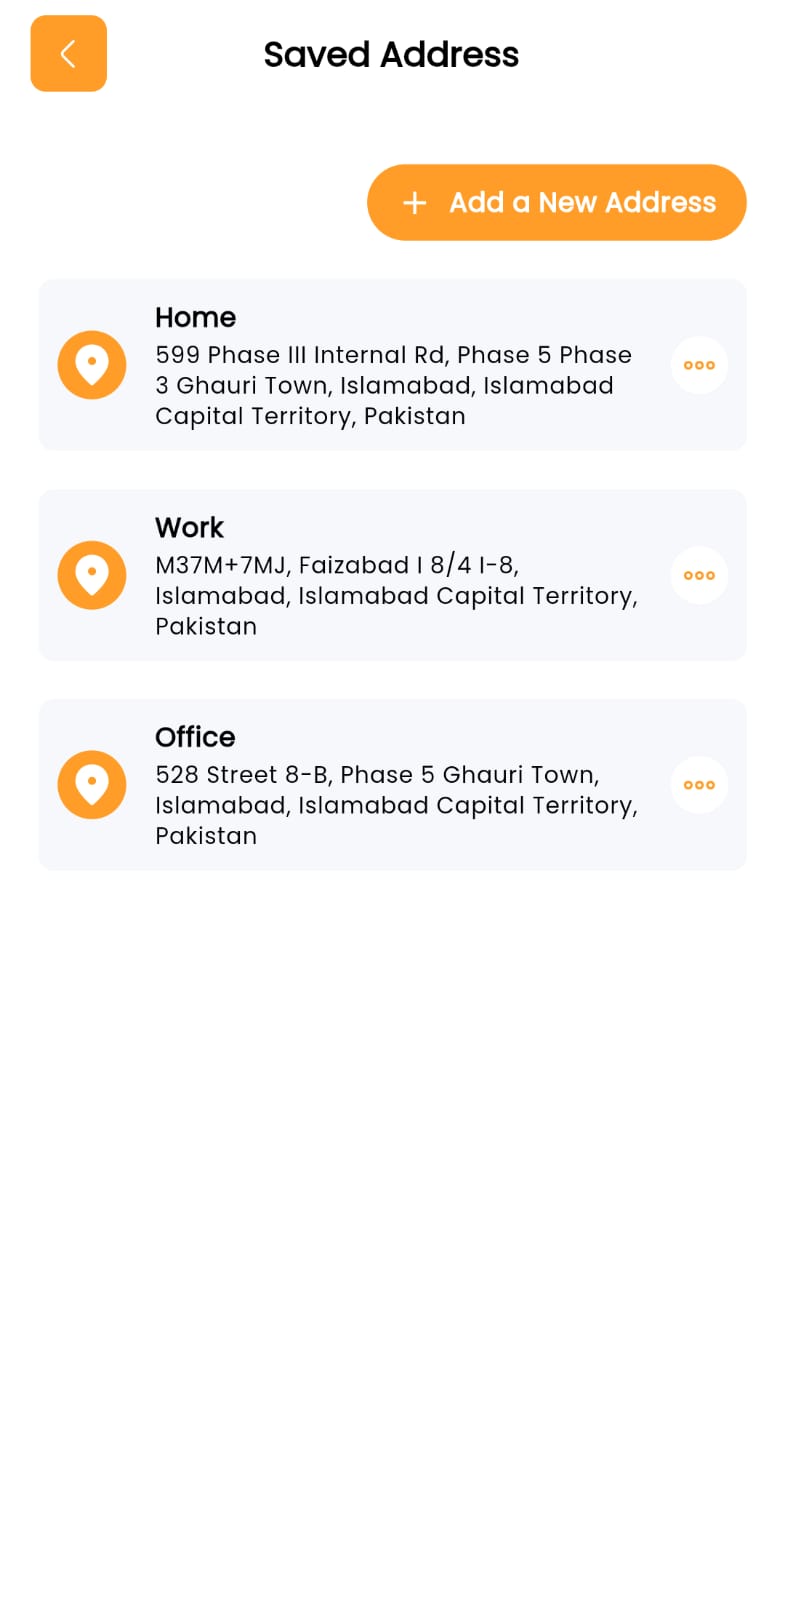 Saved Address
+ Add a New Address
Home
599 Phase III Internal Rd, Phase 5 Phase
3 Ghauri Town, Islamabad, Islamabad
Capital Territory, Pakistan
Work
M37M+7MJ, Faizabad I 8/4 I-8,
Islamabad, Islamabad Capital Territory,
Pakistan
Office
528 Street 8-B, Phase 5 Ghauri Town,
Islamabad, Islamabad Capital Territory,
Pakistan